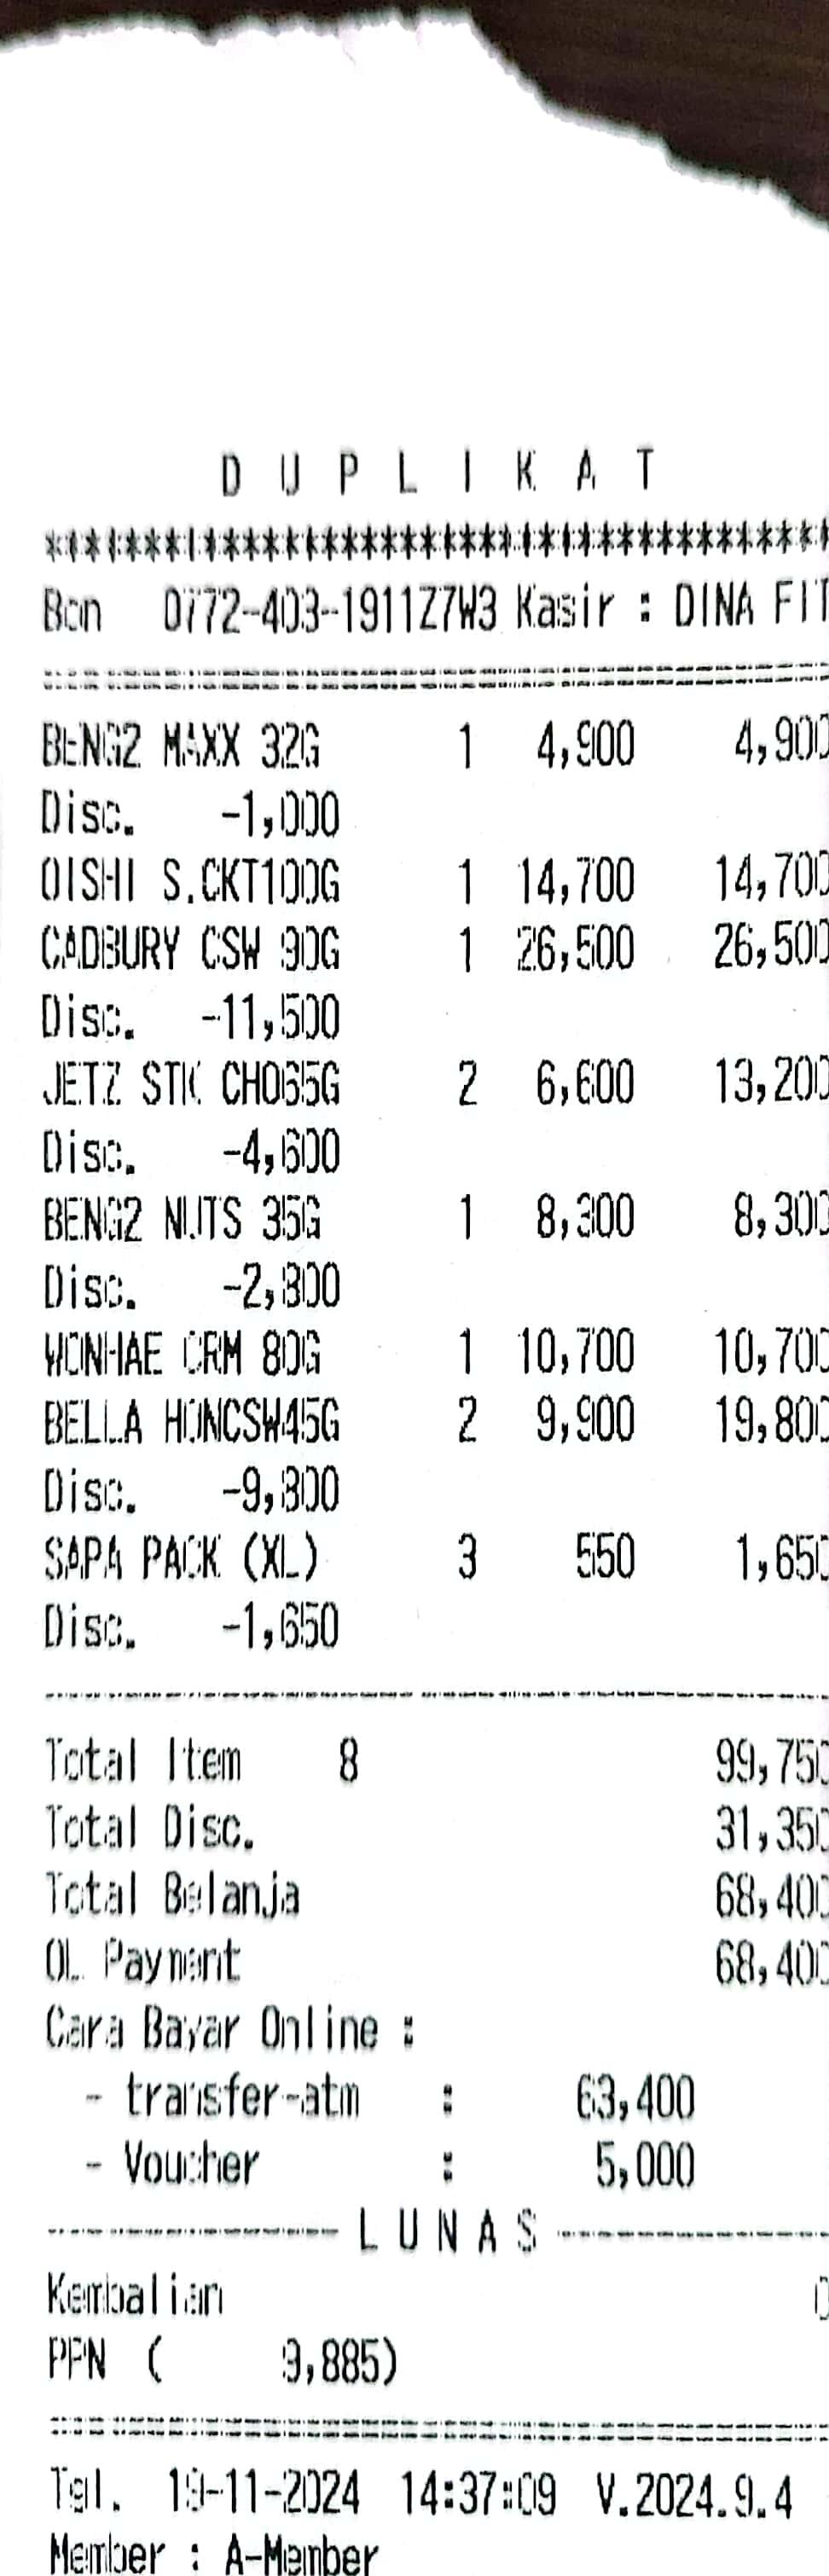 D U P L I K A T
****************************************
Bon 0772-403-1911Z7W3 Kasir : DINA FIT
========================================
BENG2 MAXX 32G 1 4,900 4,900
Disc. -1,000
OISHI S.CKT100G 1 14,700 14,700
CADBURY CSW 90G 1 26,500 26,500
Disc. -11,500
JETZ STK CHO65G 2 6,600 13,200
Disc. -4,600
BENG2 NUTS 35G 1 8,300 8,300
Disc. -2,800
WONHAE CRM 80G 1 10,700 10,700
BELLA HONCSW45G 2 9,900 19,800
Disc. -9,800
SAPA PACK (XL) 3 550 1,650
Disc. -1,650
----------------------------------------
Total Item 8 99,750
Total Disc. 31,350
Total Belanja 68,400
OL Payment 68,400
Cara Bayar Online :
- transfer-atm : 63,400
- Voucher : 5,000
--------------- L U N A S --------------
Kembalian 0
PPN ( 9,885)
========================================
Tgl. 19-11-2024 14:37:09 V.2024.9.4
Member : A-Member